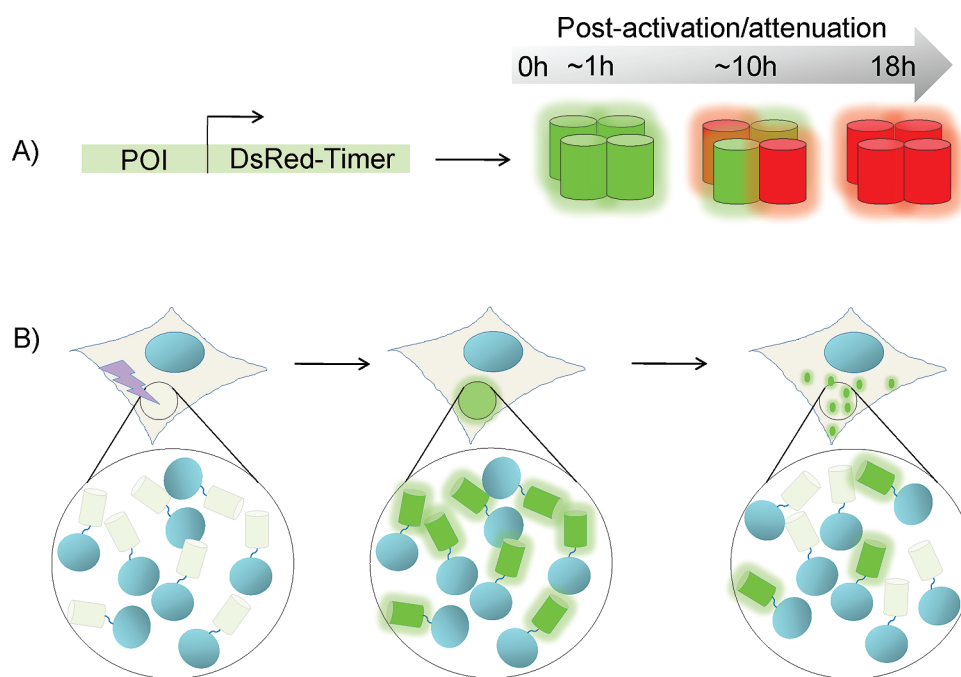 Post-activation/attenuation
0h ~1h ~10h 18h
A)
POI DsRed-Timer
B)